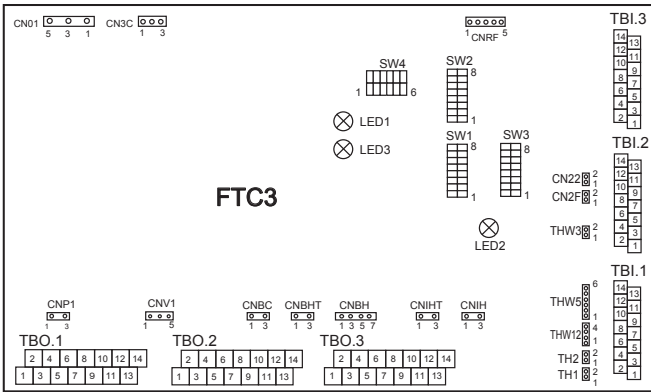 CN01
5 3 1
CN3C
1 3
1 5
CNRF
TBI.3
14 13
12 11
10 9
8 7
6 5
4 3
2 1
SW4
1 6
SW2
8
1
LED1
LED3
SW1
8
1
SW3
8
1
FTC3
LED2
TBI.2
14 13
12 11
10 9
8 7
6 5
4 3
2 1
CN22 2
1
CN2F 2
1
THW3 2
1
TBI.1
14 13
12 11
10 9
8 7
6 5
4 3
2 1
THW5 6
1
THW12 4
1
TH2 2
1
TH1 2
1
CNP1
1 3
CNV1
1 5
CNBC
1 3
CNBHT
1 3
CNBH
1 3 5 7
CNIHT
1 3
CNIH
1 3
TBO.1
2 4 6 8 10 12 14
1 3 5 7 9 11 13
TBO.2
2 4 6 8 10 12 14
1 3 5 7 9 11 13
TBO.3
2 4 6 8 10 12 14
1 3 5 7 9 11 13